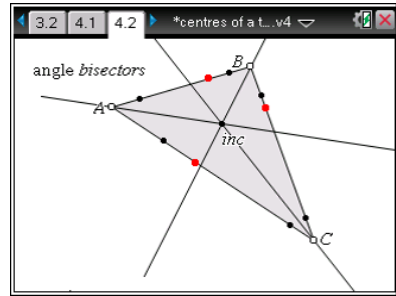 3.2 4.1 4.2 *centres of a t...v4
angle bisectors
B
A
inc
C